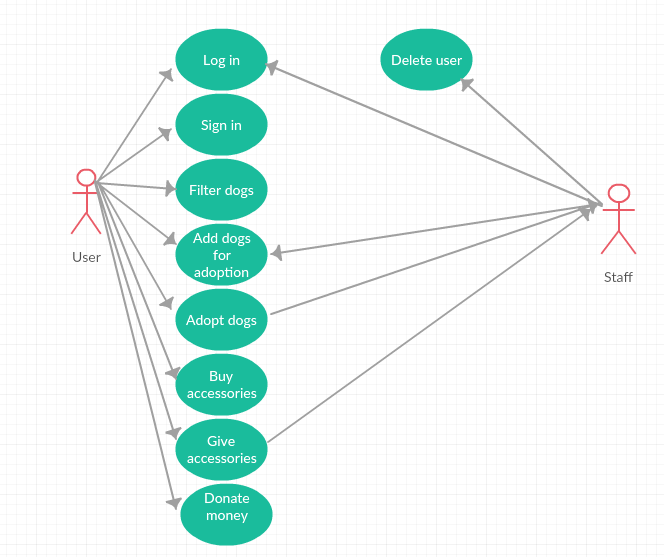 Log in
Delete user
Sign in
Filter dogs
Add dogs
for
adoption
User
Staff
Adopt dogs
Buy
accessories
Give
accessories
Donate
money